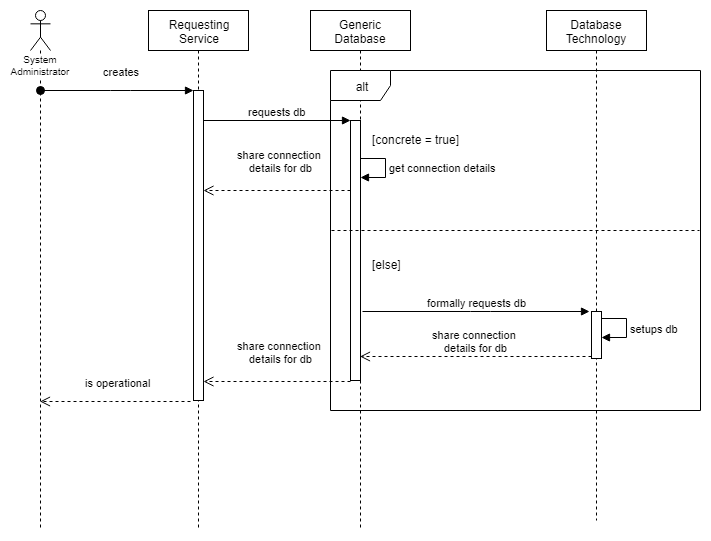 Requesting
Service
Generic
Database
Database
Technology
System
Administrator
creates
alt
requests db
[concrete = true]
share connection
details for db
get connection details
[else]
formally requests db
setups db
share connection
details for db
share connection
details for db
is operational